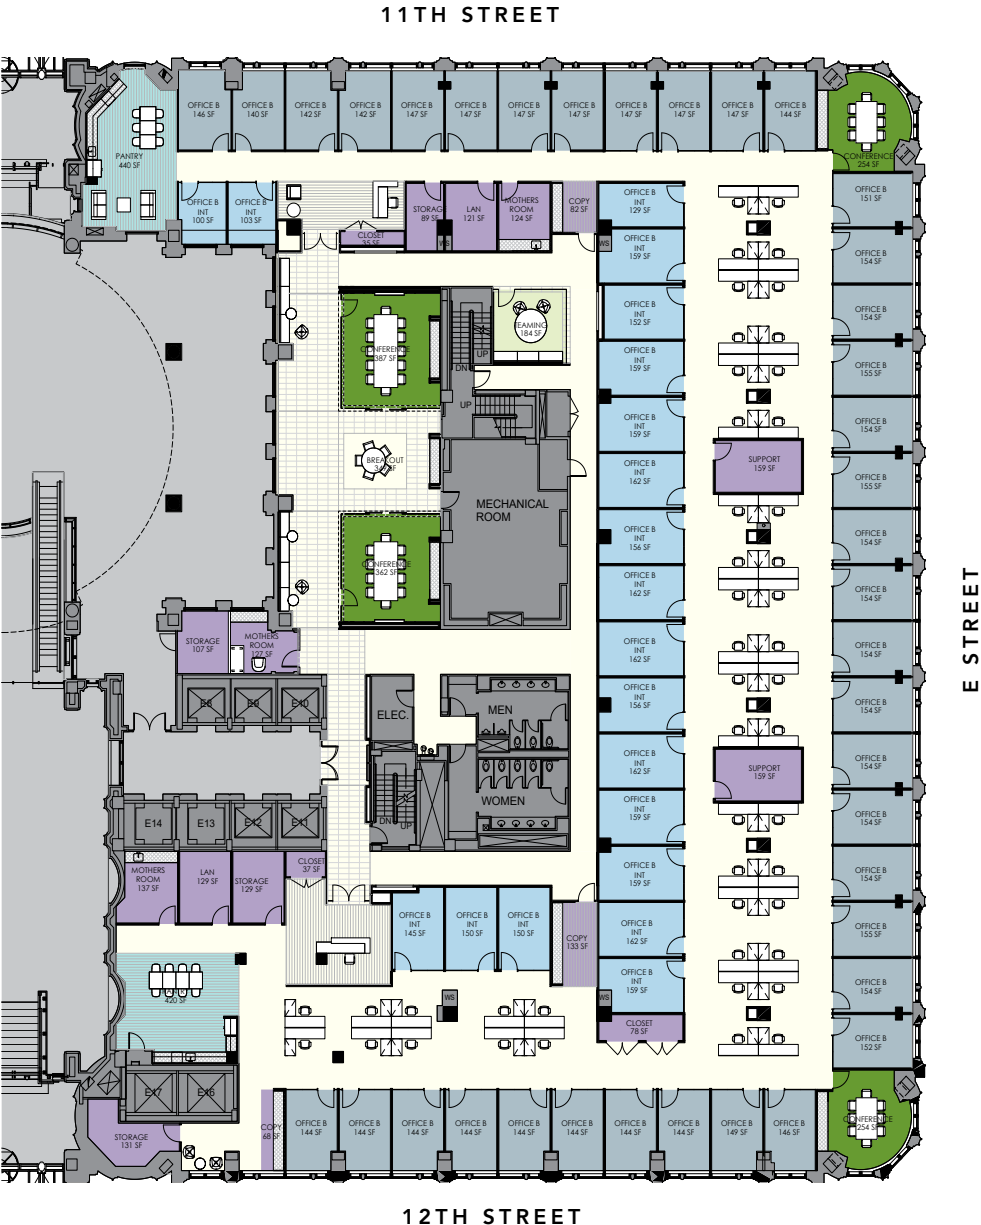 11TH STREET
PANTRY
440 SF
OFFICE B
146 SF
OFFICE B
140 SF
OFFICE B
142 SF
OFFICE B
142 SF
OFFICE B
147 SF
OFFICE B
147 SF
OFFICE B
147 SF
OFFICE B
147 SF
OFFICE B
147 SF
OFFICE B
147 SF
OFFICE B
147 SF
OFFICE B
144 SF
CONFERENCE
254 SF
OFFICE B
INT
100 SF
OFFICE B
INT
103 SF
CLOSET
35 SF
STORAGE
89 SF
WS
LAN
121 SF
MOTHERS
ROOM
124 SF
COPY
82 SF
WS
OFFICE B
INT
129 SF
OFFICE B
INT
159 SF
OFFICE B
INT
152 SF
OFFICE B
INT
159 SF
OFFICE B
INT
159 SF
OFFICE B
INT
162 SF
OFFICE B
INT
156 SF
OFFICE B
INT
162 SF
OFFICE B
INT
162 SF
OFFICE B
INT
156 SF
OFFICE B
INT
162 SF
OFFICE B
INT
159 SF
OFFICE B
INT
159 SF
OFFICE B
INT
162 SF
OFFICE B
INT
159 SF
WS
CLOSET
78 SF
OFFICE B
151 SF
OFFICE B
154 SF
OFFICE B
154 SF
OFFICE B
155 SF
OFFICE B
154 SF
OFFICE B
155 SF
OFFICE B
154 SF
OFFICE B
154 SF
OFFICE B
154 SF
OFFICE B
154 SF
OFFICE B
154 SF
OFFICE B
154 SF
OFFICE B
154 SF
OFFICE B
155 SF
OFFICE B
154 SF
OFFICE B
152 SF
SUPPORT
159 SF
SUPPORT
159 SF
E STREET
CONFERENCE
387 SF
TEAMING
184 SF
UP
DN
UP
BREAKOUT
MECHANICAL
ROOM
CONFERENCE
362 SF
STORAGE
107 SF
MOTHERS
ROOM
127 SF
E8
E9
E10
ELEC.
MEN
WOMEN
DN
UP
E14
E13
E12
E11
MOTHERS
ROOM
137 SF
LAN
129 SF
STORAGE
129 SF
CLOSET
37 SF
OFFICE B
INT
145 SF
OFFICE B
INT
150 SF
OFFICE B
INT
150 SF
COPY
133 SF
PANTRY
420 SF
WS
E17
E16
STORAGE
131 SF
COPY
68 SF
OFFICE B
144 SF
OFFICE B
144 SF
OFFICE B
144 SF
OFFICE B
144 SF
OFFICE B
144 SF
OFFICE B
144 SF
OFFICE B
144 SF
OFFICE B
144 SF
OFFICE B
149 SF
OFFICE B
146 SF
CONFERENCE
254 SF
12TH STREET